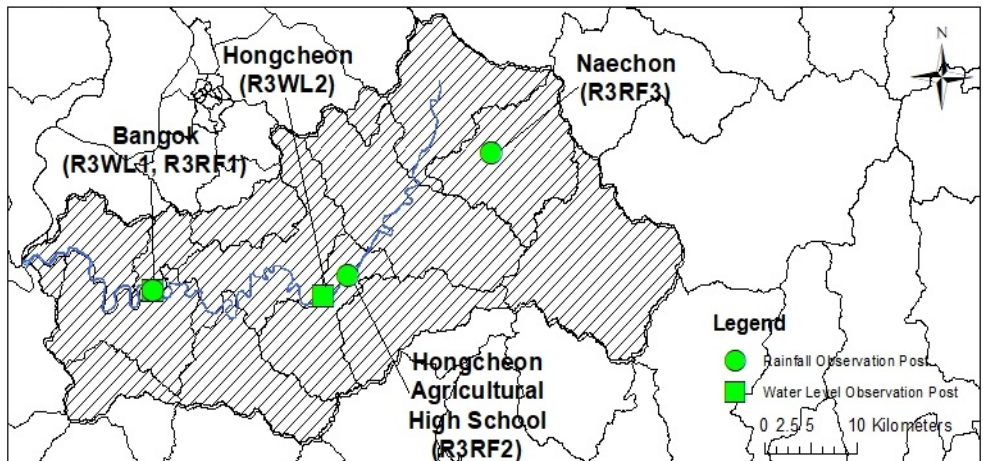 Hongcheon
(R3WL2)
Naechon
(R3RF3)
N
Bangok
(R3WL1, R3RF1)
Hongcheon
Agricultural
High School
(R3RF2)
Legend
Rainfall Observation Post
Water Level Observation Post
0 2.5 5 10 Kilometers